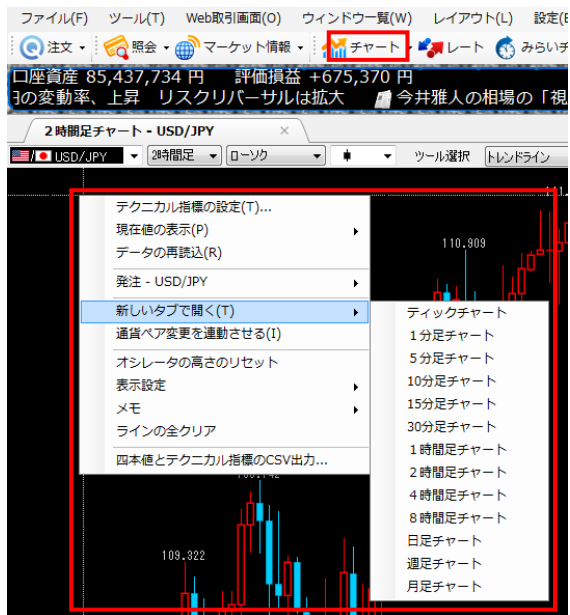 ファイル(F) ツール(T) Web取引画面(O) ウィンドウ一覧(W) レイアウト(L) 設定(E
注文 照会 マーケット情報 チャート レート みらいチ
口座資産 85,437,734 円 評価損益 +675,370 円
の変動率、上昇 リスクリバーサルは拡大 今井雅人の相場の「視
2時間足チャート - USD/JPY ×
USD/JPY 2時間足 ローソク ツール選択 トレンドライン
テクニカル指標の設定(T)...
現在値の表示(P)
データの再読込(R)
発注 - USD/JPY
新しいタブで開く(T)
通貨ペア変更を連動させる(I)
オシレータの高さのリセット
表示設定
メモ
ラインの全クリア
四本値とテクニカル指標のCSV出力...
110.909
ティックチャート
1分足チャート
5分足チャート
10分足チャート
15分足チャート
30分足チャート
1時間足チャート
2時間足チャート
4時間足チャート
8時間足チャート
日足チャート
週足チャート
月足チャート
109.322